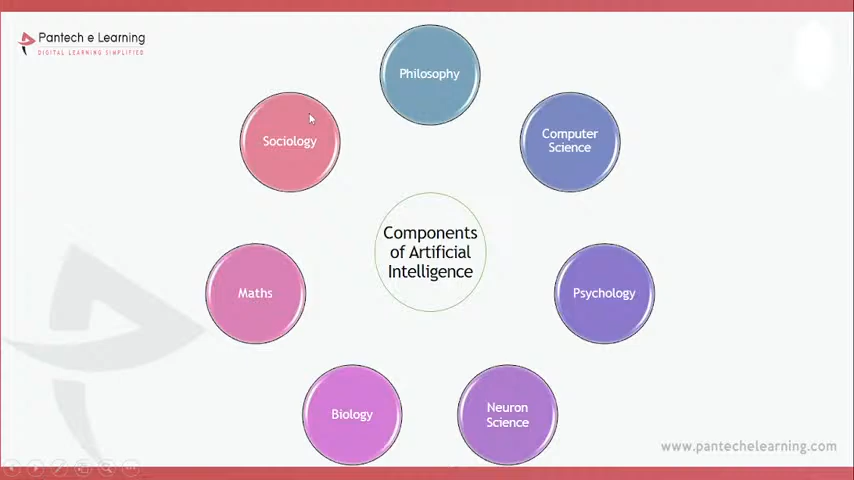 Pantech e Learning
DIGITAL LEARNING SIMPLIFIED
Philosophy
Computer
Science
Sociology
Components
of Artificial
Intelligence
Maths
Psychology
Biology
Neuron
Science
www.pantechelearning.com